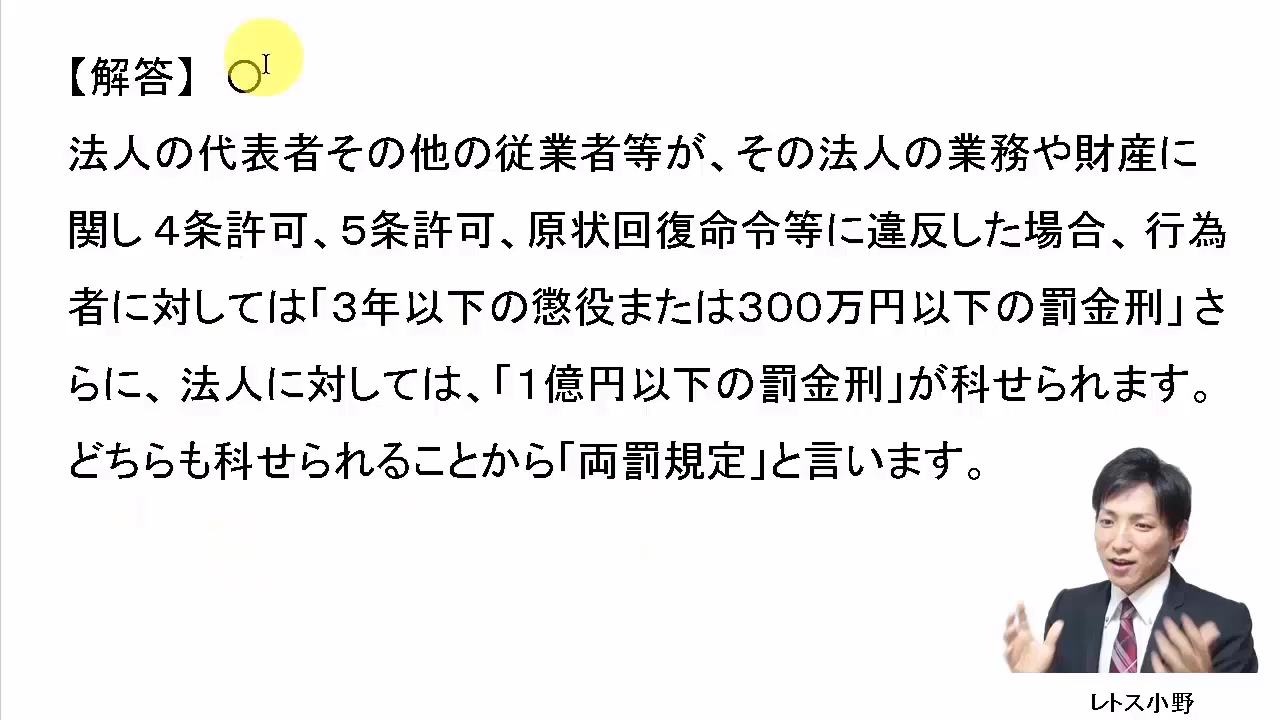 【解答】 ○
法人の代表者その他の従業者等が、その法人の業務や財産に
関し４条許可、５条許可、原状回復命令等に違反した場合、行為
者に対しては「３年以下の懲役または３００万円以下の罰金刑」さ
らに、法人に対しては、「１億円以下の罰金刑」が科せられます。
どちらも科せられることから「両罰規定」と言います。
レトス小野